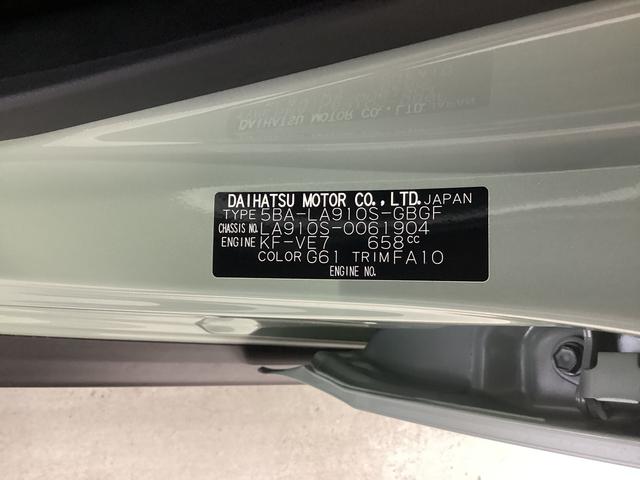 DAIHATSU MOTOR CO., LTD. JAPAN
TYPE 5BA-LA910S-GBGF
CHASSIS NO. LA910S-0061904
ENGINE KF-VE7 658CC
COLOR G61 TRIM FA10
ENGINE NO.